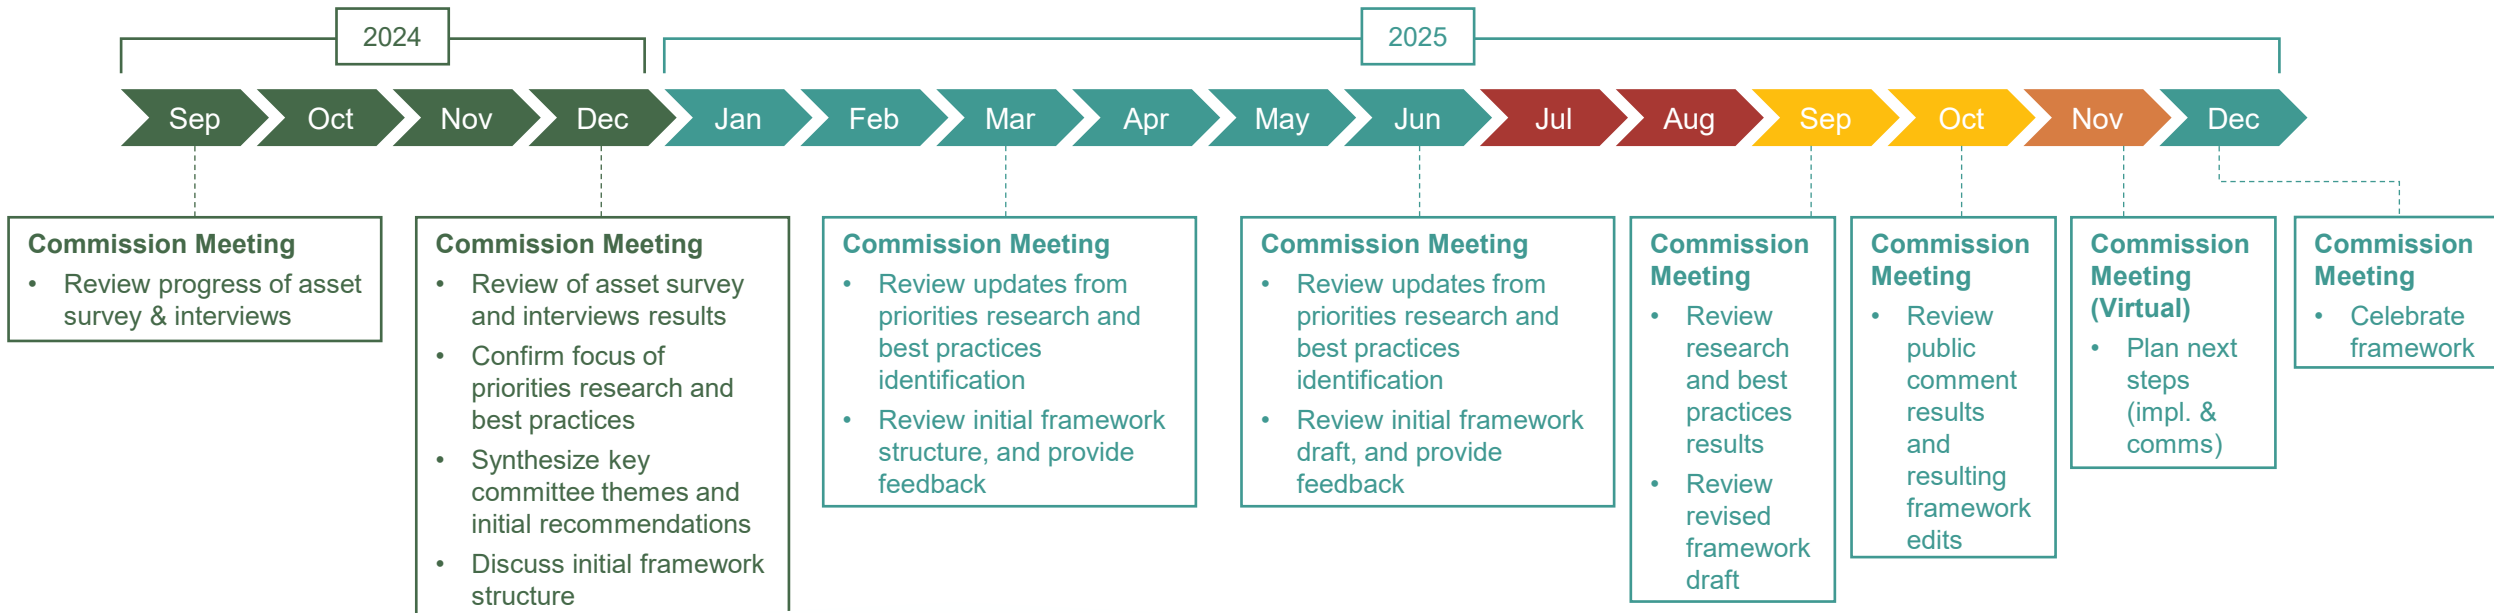 2024
2025
Sep
Oct
Nov
Dec
Jan
Feb
Mar
Apr
May
Jun
Jul
Aug
Sep
Oct
Nov
Dec
Commission Meeting
• Review progress of asset
survey & interviews
Commission Meeting
• Review of asset survey
and interviews results
• Confirm focus of
priorities research and
best practices
• Synthesize key
committee themes and
initial recommendations
• Discuss initial framework
structure
Commission Meeting
• Review updates from
priorities research and
best practices
identification
• Review initial framework
structure, and provide
feedback
Commission Meeting
• Review updates from
priorities research and
best practices
identification
• Review initial framework
draft, and provide
feedback
Commission
Meeting
• Review
research
and best
practices
results
• Review
revised
framework
draft
Commission
Meeting
• Review
public
comment
results
and
resulting
framework
edits
Commission
Meeting
(Virtual)
• Plan next
steps
(impl. &
comms)
Commission
Meeting
• Celebrate
framework